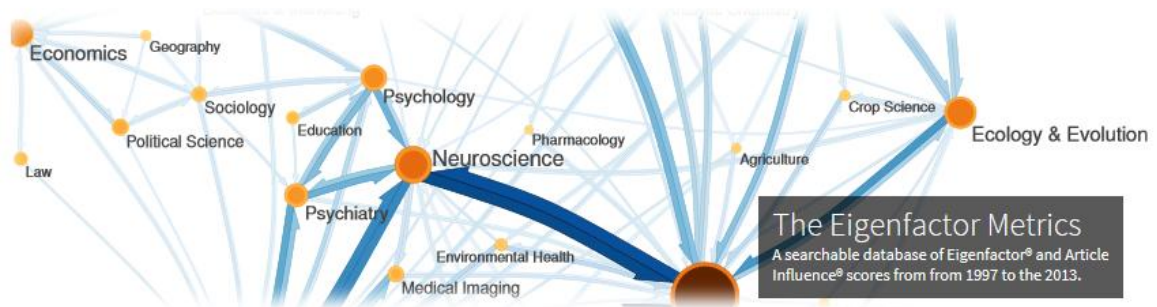 Economics
Geography
Psychology
Sociology
Crop Science
Education
Political Science
Pharmacology
Ecology & Evolution
Neuroscience
Agriculture
Law
Psychiatry
The Eigenfactor Metrics
A searchable database of Eigenfactor® and Article
Influence® scores from from 1997 to the 2013.
Environmental Health
Medical Imaging